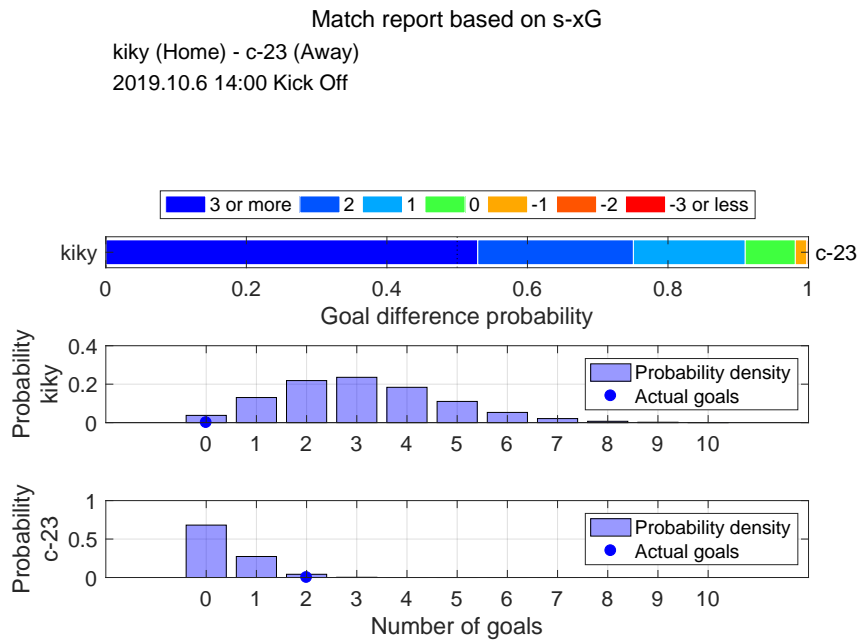 Match report based on s-xG
kiky (Home) - c-23 (Away)
2019.10.6 14:00 Kick Off
3 or more 2 1 0 -1 -2 -3 or less
kiky c-23
0 0.2 0.4 0.6 0.8 1
Goal difference probability
Probability
kiky
0.4
0.2
0
Probability density
Actual goals
0 1 2 3 4 5 6 7 8 9 10
Probability
c-23
1
0.5
0
Probability density
Actual goals
0 1 2 3 4 5 6 7 8 9 10
Number of goals